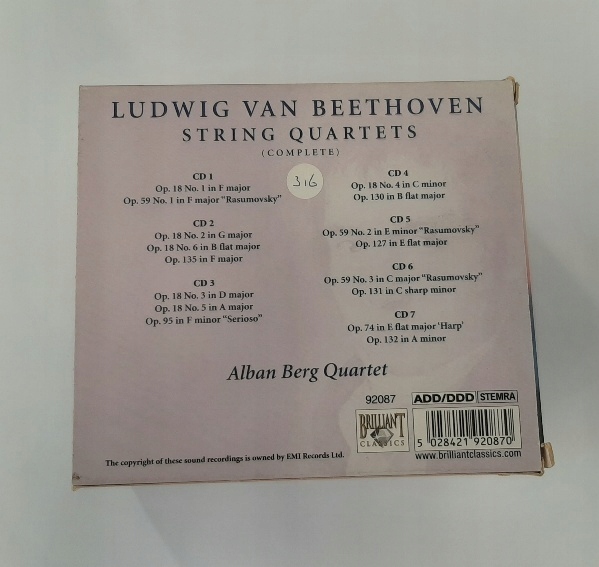 LUDWIG VAN BEETHOVEN
STRING QUARTETS
(COMPLETE)
CD 1
Op. 18 No. 1 in F major
Op. 59 No. 1 in F major "Rasumovsky"
CD 2
Op. 18 No. 2 in G major
Op. 18 No. 6 in B flat major
Op. 135 in F major
CD 3
Op. 18 No. 3 in D major
Op. 18 No. 5 in A major
Op. 95 in F minor "Serioso"
316
CD 4
Op. 18 No. 4 in C minor
Op. 130 in B flat major
CD 5
Op. 59 No. 2 in E minor "Rasumovsky"
Op. 127 in E flat major
CD 6
Op. 59 No. 3 in C major "Rasumovsky"
Op. 131 in C sharp minor
CD 7
Op. 74 in E flat major 'Harp'
Op. 132 in A minor
Alban Berg Quartet
92087 ADD/DDD STEMRA
BRILLIANT
CLASSICS
5 028421 920870
www.brilliantclassics.com
The copyright of these sound recordings is owned by EMI Records Ltd.